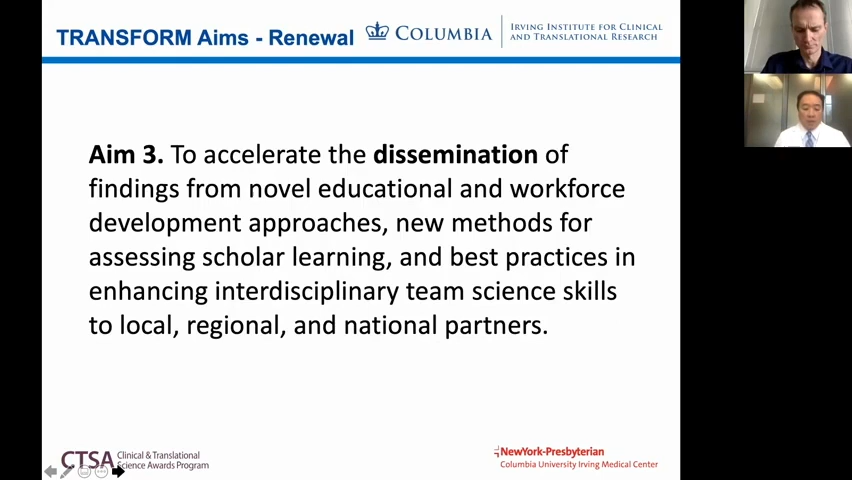 TRANSFORM Aims - Renewal
COLUMBIA
IRVING INSTITUTE FOR CLINICAL
AND TRANSLATIONAL RESEARCH
Aim 3. To accelerate the dissemination of
findings from novel educational and workforce
development approaches, new methods for
assessing scholar learning, and best practices in
enhancing interdisciplinary team science skills
to local, regional, and national partners.
CTSA
Clinical & Translational
Science Awards Program
NewYork-Presbyterian
Columbia University Irving Medical Center